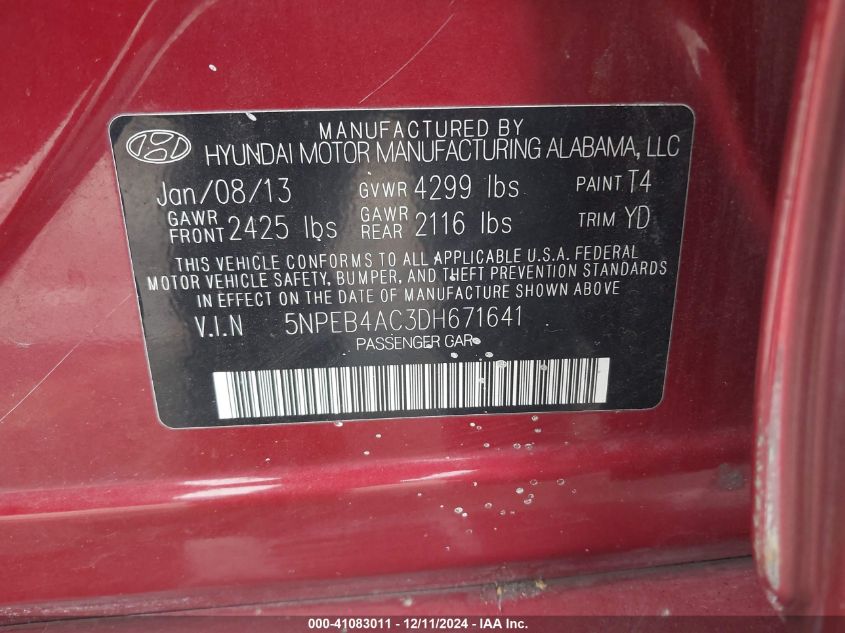 MANUFACTURED BY
HYUNDAI MOTOR MANUFACTURING ALABAMA, LLC
Jan/08/13 GVWR 4299 lbs PAINT T4
GAWR FRONT 2425 lbs GAWR REAR 2116 lbs TRIM YD
THIS VEHICLE CONFORMS TO ALL APPLICABLE U.S.A. FEDERAL
MOTOR VEHICLE SAFETY, BUMPER, AND THEFT PREVENTION STANDARDS
IN EFFECT ON THE DATE OF MANUFACTURE SHOWN ABOVE
V.I.N 5NPEB4AC3DH671641
PASSENGER CAR
000-41083011 - 12/11/2024 - IAA Inc.